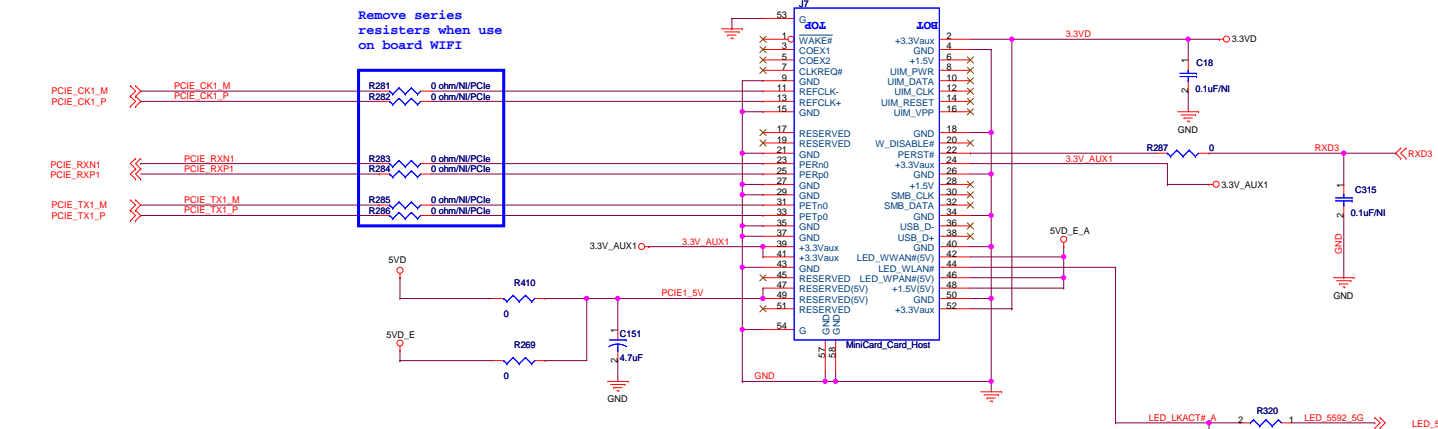 Remove series
resisters when use
on board WIFI
J7
TOP
BOT
53
G
1
WAKE#
3
COEX1
5
COEX2
7
CLKREQ#
9
GND
11
REFCLK-
13
REFCLK+
15
GND
17
RESERVED
19
RESERVED
21
GND
23
PERn0
25
PERp0
27
GND
29
GND
31
PETn0
33
PETp0
35
GND
37
GND
39
+3.3Vaux
41
+3.3Vaux
43
GND
45
RESERVED
47
RESERVED(5V)
49
RESERVED(5V)
51
RESERVED
54
G
+3.3Vaux
2
GND
4
+1.5V
6
UIM_PWR
8
UIM_DATA
10
UIM_CLK
12
UIM_RESET
14
UIM_VPP
16
GND
18
W_DISABLE#
20
PERST#
22
+3.3Vaux
24
GND
26
+1.5V
28
SMB_CLK
30
SMB_DATA
32
GND
34
USB_D-
36
USB_D+
38
GND
40
LED_WWAN#(5V)
42
LED_WLAN#
44
LED_WPAN#(5V)
46
+1.5V(5V)
48
GND
50
+3.3Vaux
52
GND
GND
57
58
MiniCard_Card_Host
PCIE_CK1_M
PCIE_CK1_M
R281
0 ohm/NI/PCIe
PCIE_CK1_P
PCIE_CK1_P
R282
0 ohm/NI/PCIe
PCIE_RXN1
PCIE_RXN1
R283
0 ohm/NI/PCIe
PCIE_RXP1
PCIE_RXP1
R284
0 ohm/NI/PCIe
PCIE_TX1_M
PCIE_TX1_M
R285
0 ohm/NI/PCIe
PCIE_TX1_P
PCIE_TX1_P
R286
0 ohm/NI/PCIe
3.3V_AUX1
3.3V_AUX1
5VD
R410
0
PCIE1_5V
5VD_E
R269
0
1
C151
2
4.7uF
GND
GND
3.3VD
3.3VD
1
C18
2
0.1uF/NI
GND
R287
0
RXD3
RXD3
3.3V_AUX1
3.3V_AUX1
1
C315
2
0.1uF/NI
GND
GND
5VD_E_A
LED_LKACT#_A
2
R320
1
LED_5592_5G